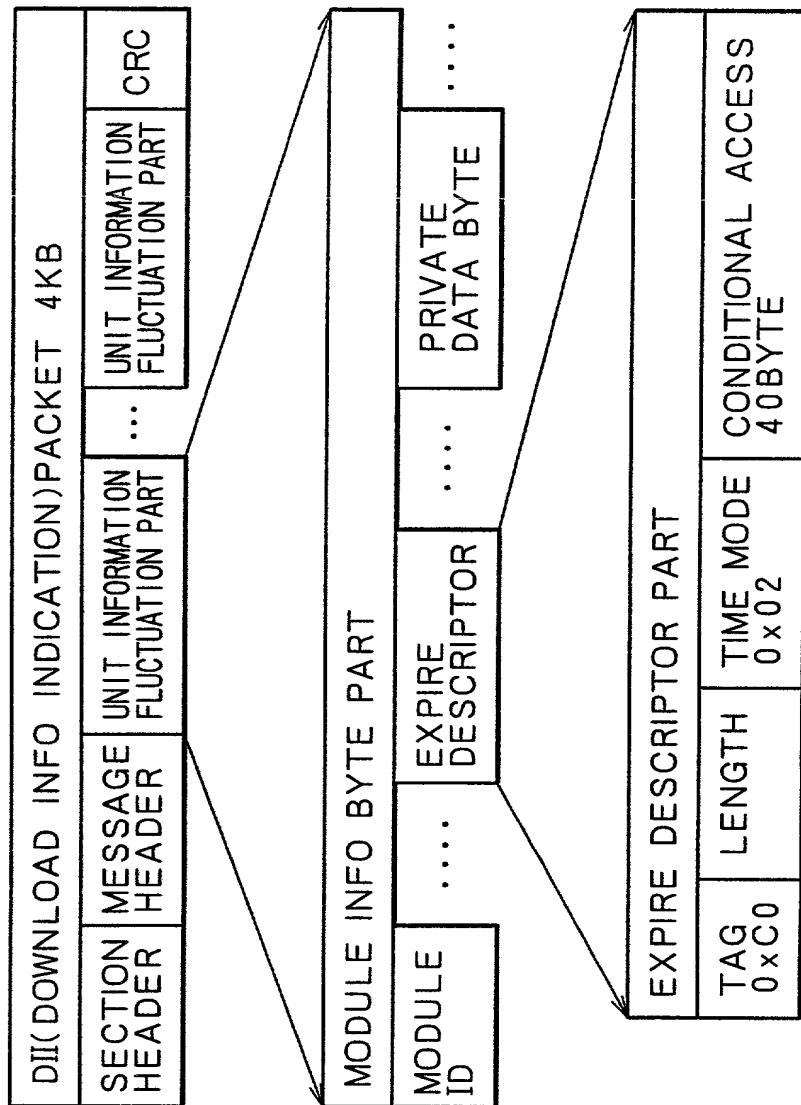 DII(DOWNLOAD INFO INDICATION)PACKET 4KB
SECTION
HEADER
MESSAGE
HEADER
UNIT INFORMATION
FLUCTUATION PART
...
UNIT INFORMATION
FLUCTUATION PART
CRC
MODULE INFO BYTE PART
MODULE
ID
....
EXPIRE
DESCRIPTOR
....
PRIVATE
DATA BYTE
....
EXPIRE DESCRIPTOR PART
TAG
0xC0
LENGTH
TIME MODE
0x02
CONDITIONAL ACCESS
40BYTE